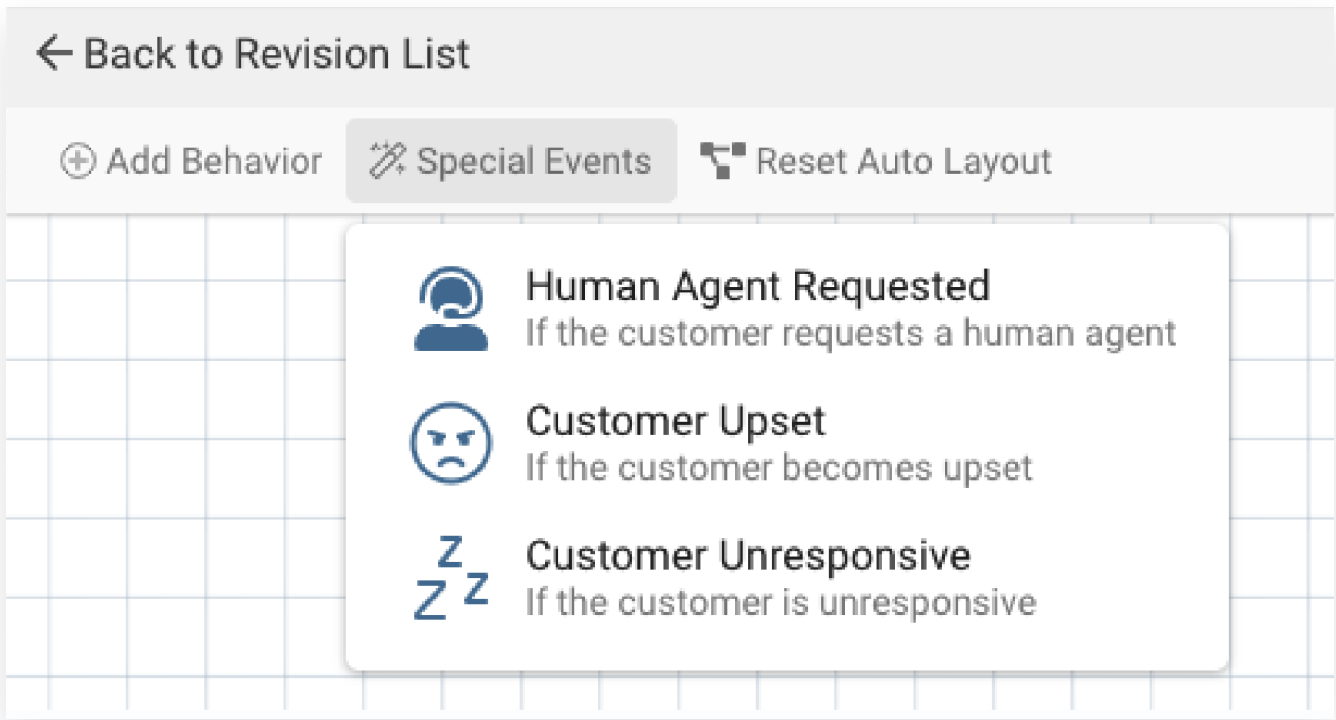 Back to Revision List
Add Behavior Special Events Reset Auto Layout
Human Agent Requested
If the customer requests a human agent
Customer Upset
If the customer becomes upset
Customer Unresponsive
If the customer is unresponsive